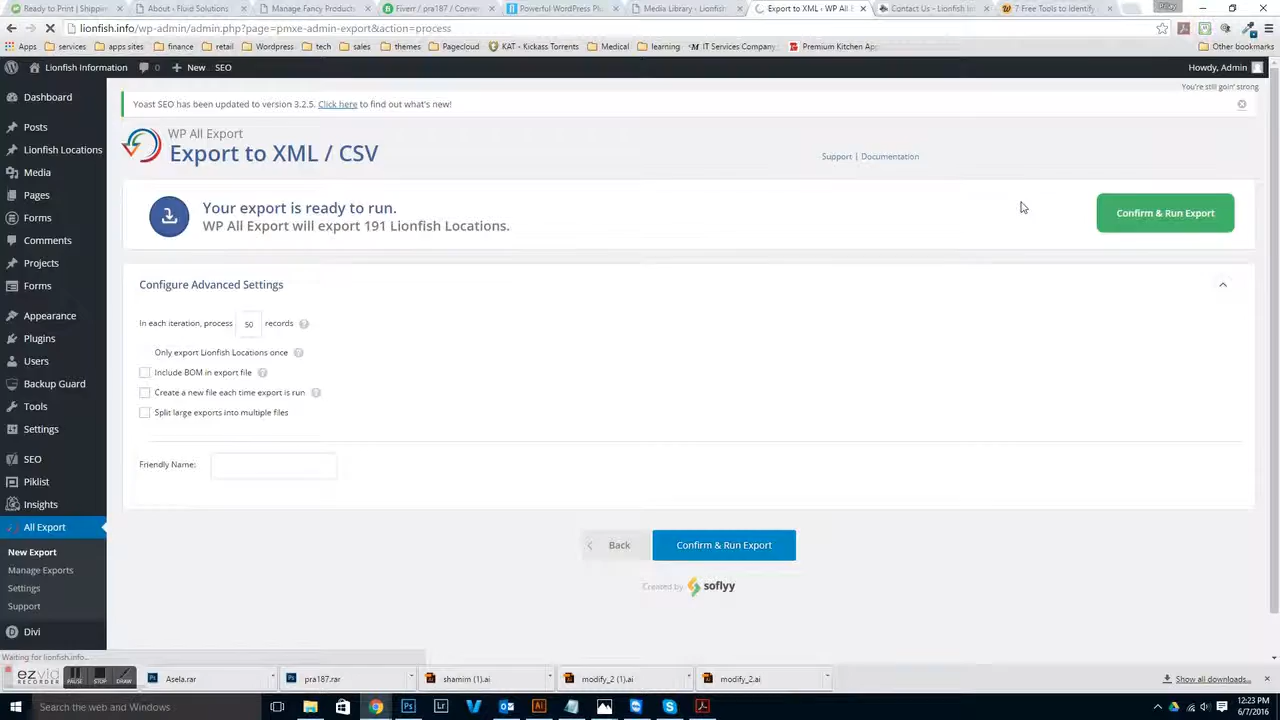 Ready to Print | Shippin
About - Fluid Solutions
Manage Fancy Products
Fiverr / pra187 / Conver
Powerful WordPress Plu
Media Library ‹ Lionfish
Export to XML ‹ WP All E
Contact Us – Lionfish Inf
7 Free Tools to Identify
Riley
lionfish.info/wp-admin/admin.php?page=pmxe-admin-export&action=process
Apps
services
apps sites
finance
retail
Wordpress
tech
sales
themes
Pagecloud
KAT - Kickass Torrents
Medical
learning
IT Services Company
Premium Kitchen App
Other bookmarks
Lionfish Information
0
New
SEO
Howdy, Admin
You're still goin' strong
Yoast SEO has been updated to version 3.2.5. Click here to find out what's new!
WP All Export
Export to XML / CSV
Support | Documentation
Your export is ready to run.
WP All Export will export 191 Lionfish Locations.
Confirm & Run Export
Configure Advanced Settings
In each iteration, process 50 records ?
Only export Lionfish Locations once ?
Include BOM in export file ?
Create a new file each time export is run ?
Split large exports into multiple files
Friendly Name:
Back
Confirm & Run Export
Created by soflyy
Dashboard
Posts
Lionfish Locations
Media
Pages
Forms
Comments
Projects
Forms
Appearance
Plugins
Users
Backup Guard
Tools
Settings
SEO
Piklist
Insights
All Export
New Export
Manage Exports
Settings
Support
Divi
Waiting for lionfish.info...
ezvid
RECORDER
PAUSE
STOP
DRAW
Asela.rar
pra187.rar
shamim (1).ai
modify_2 (1).ai
modify_2.ai
Show all downloads...
Search the web and Windows
12:23 PM
6/7/2016